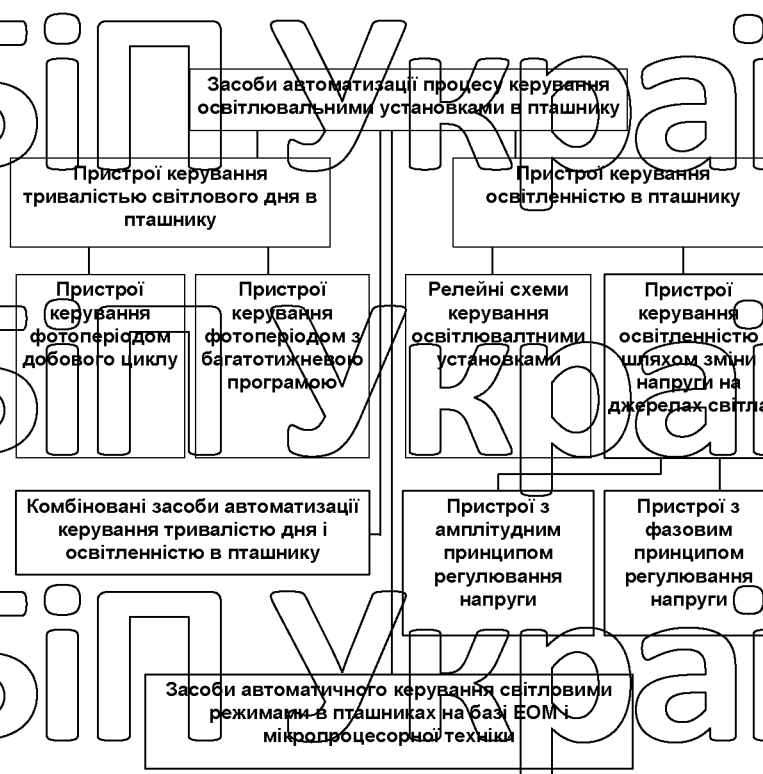 Засоби автоматизації процесу керування
освітлювальними установками в пташнику
Пристрої керування
тривалістью світлового дня в
пташнику
Пристрої керування
освітленністю в пташнику
Пристрої
керування
фотоперіодом
добового циклу
Пристрої
керування
фотоперіодом з
багатотижневою
програмою
Релейні схеми
керування
освітлювалтними
установками
Пристрої
керування
освітленністю
шляхом зміни
напруги на
джерелах світла
Комбіновані засоби автоматизації
керування тривалістю дня і
освітленністю в пташнику
Пристрої з
амплітудним
принципом
регулювання
напруги
Пристрої з
фазовим
принципом
регулювання
напруги
Засоби автоматичного керування світловими
режимами в пташниках на базі ЕОМ і
мікропроцесорної техніки